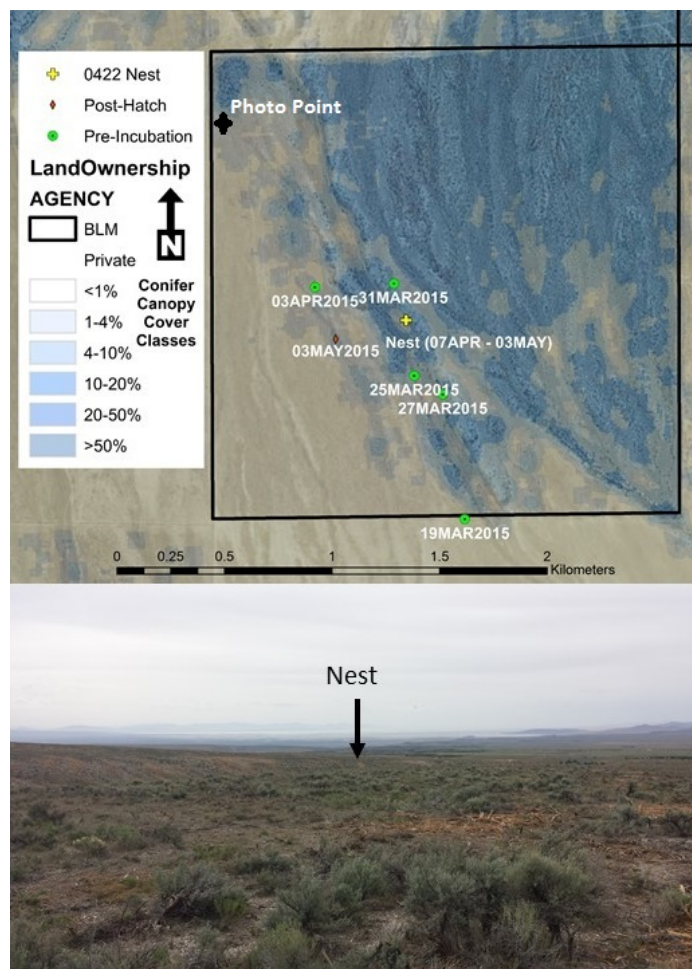 0422 Nest
Post-Hatch
Pre-Incubation
LandOwnership
AGENCY
N
BLM
Private
Conifer
Canopy
Cover
Classes
<1%
1-4%
4-10%
10-20%
20-50%
>50%
Photo Point
03APR2015
31MAR2015
Nest (07APR - 03MAY)
03MAY2015
25MAR2015
27MAR2015
19MAR2015
0 0.25 0.5 1 1.5 2
Kilometers
Nest